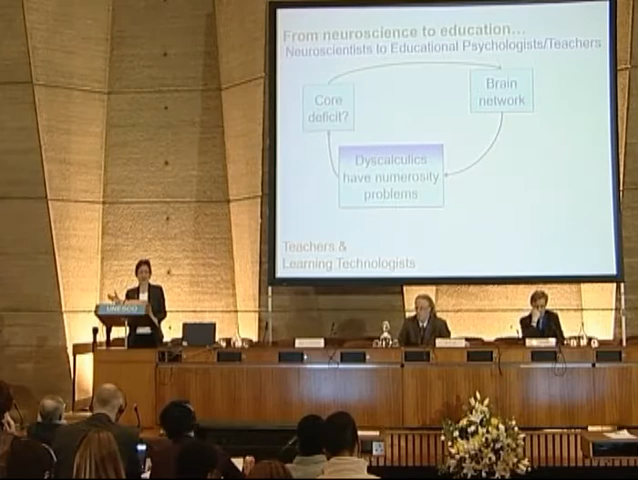 From neuroscience to education...
Neuroscientists to Educational Psychologists/Teachers
Core
deficit?
Brain
network
Dyscalculics
have numerosity
problems
Teachers &
Learning Technologists
UNESCO